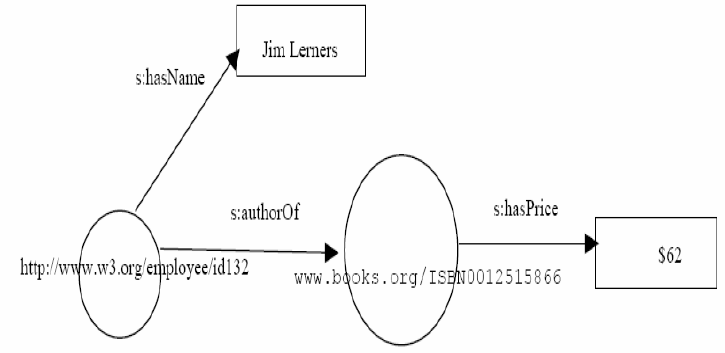 Jim Lerners
s:hasName
s:authorOf
s:hasPrice
$62
http://www.w3.org/employee/id132
www.books.org/ISBN0012515866